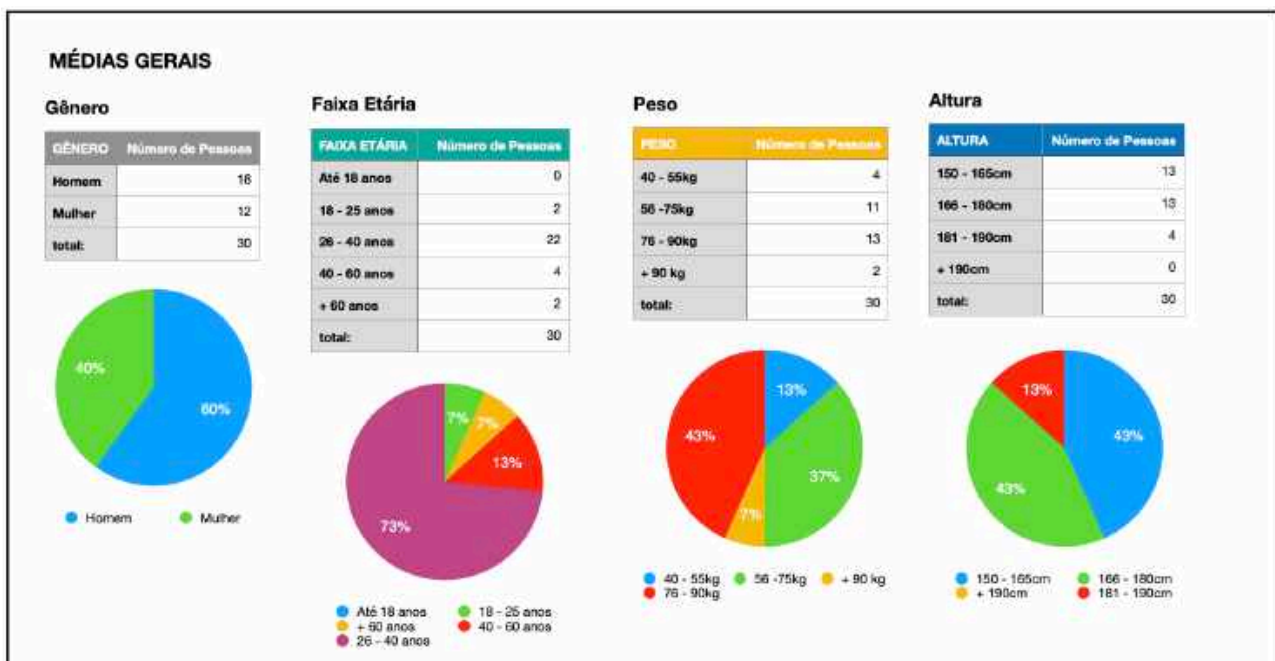 MÉDIAS GERAIS
Gênero
GÊNERO Número de Pessoas
Homem 18
Mulher 12
total: 30
40%
60%
Homem Mulher
Faixa Etária
FAIXA ETÁRIA Número de Pessoas
Até 18 anos 0
18 - 25 anos 2
26 - 40 anos 22
40 - 60 anos 4
+ 60 anos 2
total: 30
7%
7%
13%
73%
Até 18 anos 18 - 25 anos
+ 60 anos 40 - 60 anos
26 - 40 anos
Peso
PESO Número de Pessoas
40 - 55kg 4
56 -75kg 11
76 - 90kg 13
+ 90 kg 2
total: 30
13%
43%
37%
7%
40 - 55kg 56 -75kg + 90 kg
76 - 90kg
Altura
ALTURA Número de Pessoas
150 - 165cm 13
166 - 180cm 13
181 - 190cm 4
+ 190cm 0
total: 30
13%
43%
43%
150 - 165cm 166 - 180cm
+ 190cm 181 - 190cm